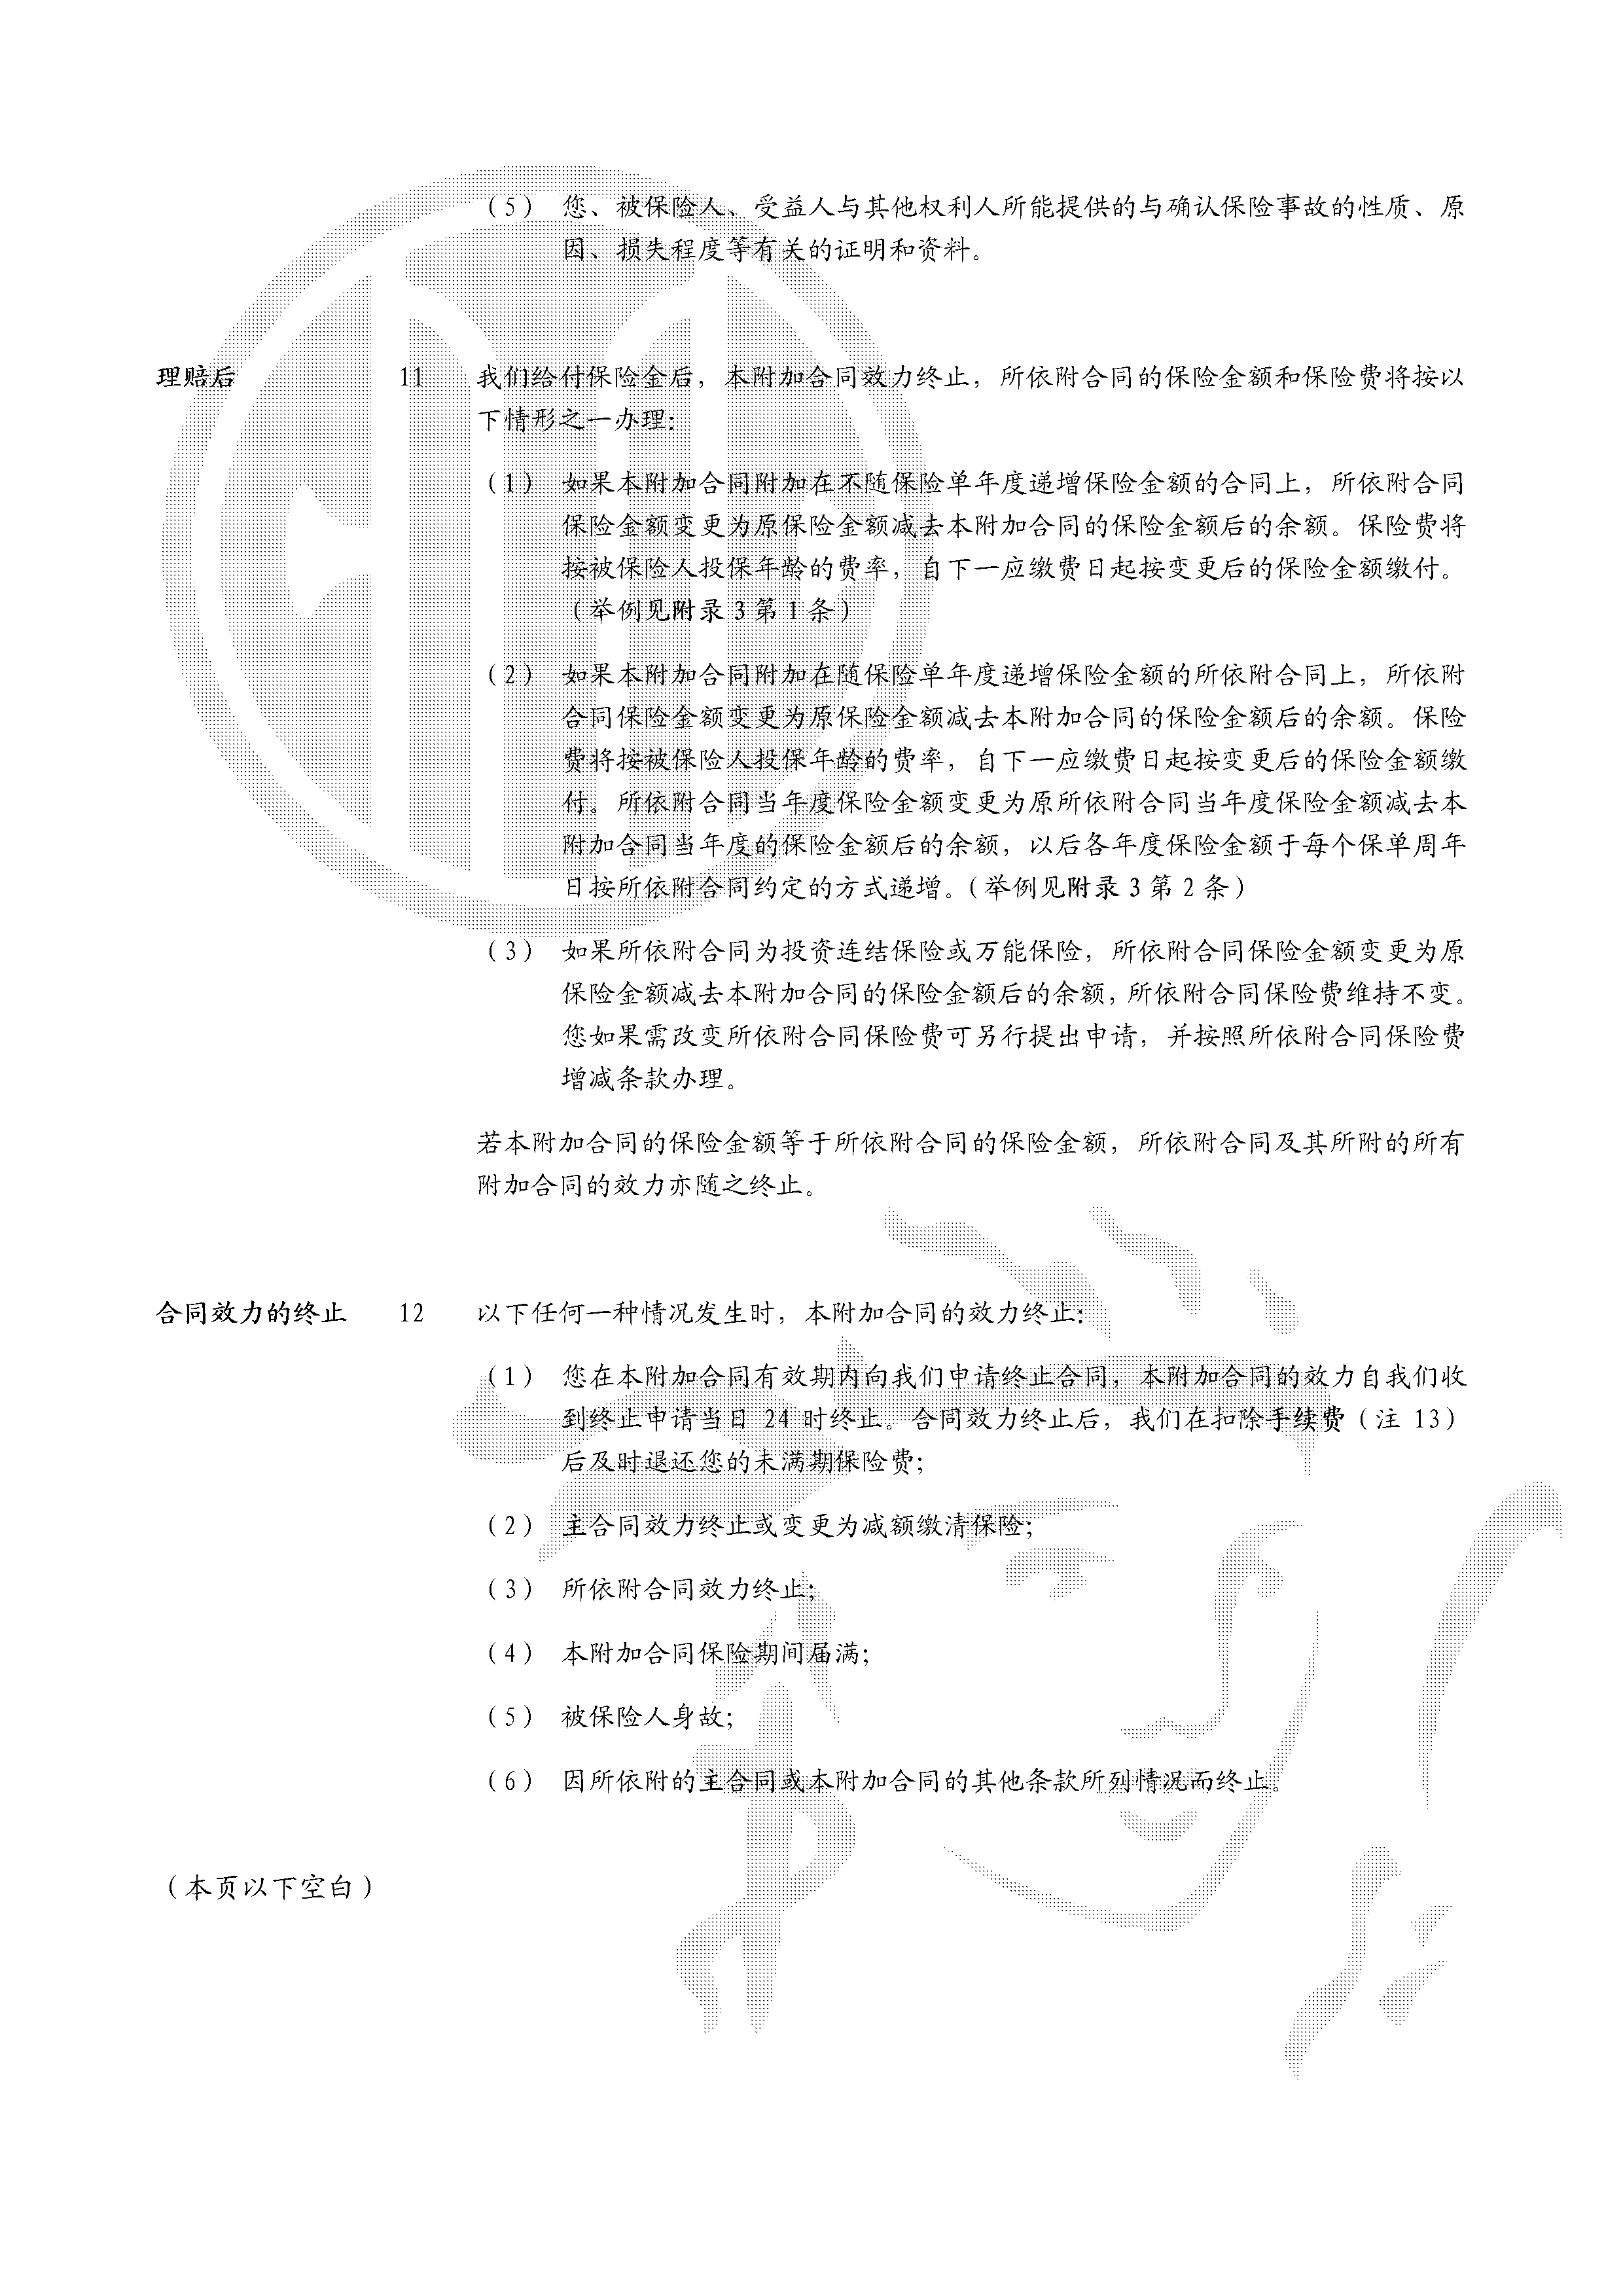 （5） 您、被保险人、受益人与其他权利人所能提供的与确认保险事故的性质、原
因、损失程度等有关的证明和资料。
理赔后 11 我们给付保险金后，本附加合同效力终止，所依附合同的保险金额和保险费将按以
下情形之一办理：
（1） 如果本附加合同附加在不随保险单年度递增保险金额的合同上，所依附合同
保险金额变更为原保险金额减去本附加合同的保险金额后的余额。保险费将
按被保险人投保年龄的费率，自下一应缴费日起按变更后的保险金额缴付。
（举例见附录 3 第 1 条）
（2） 如果本附加合同附加在随保险单年度递增保险金额的所依附合同上，所依附
合同保险金额变更为原保险金额减去本附加合同的保险金额后的余额。保险
费将按被保险人投保年龄的费率，自下一应缴费日起按变更后的保险金额缴
付。所依附合同当年度保险金额变更为原所依附合同当年度保险金额减去本
附加合同当年度的保险金额后的余额，以后各年度保险金额于每个保单周年
日按所依附合同约定的方式递增。（举例见附录 3 第 2 条）
（3） 如果所依附合同为投资连结保险或万能保险，所依附合同保险金额变更为原
保险金额减去本附加合同的保险金额后的余额，所依附合同保险费维持不变。
您如果需改变所依附合同保险费可另行提出申请，并按照所依附合同保险费
增减条款办理。
若本附加合同的保险金额等于所依附合同的保险金额，所依附合同及其所附的所有
附加合同的效力亦随之终止。
合同效力的终止 12 以下任何一种情况发生时，本附加合同的效力终止：
（1） 您在本附加合同有效期内向我们申请终止合同，本附加合同的效力自我们收
到终止申请当日 24 时终止。合同效力终止后，我们在扣除手续费（注 13）
后及时退还您的未满期保险费；
（2） 主合同效力终止或变更为减额缴清保险；
（3） 所依附合同效力终止；
（4） 本附加合同保险期间届满；
（5） 被保险人身故；
（6） 因所依附的主合同或本附加合同的其他条款所列情况而终止。
（本页以下空白）